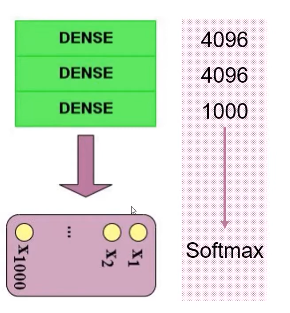 DENSE 4096
DENSE 4096
DENSE 1000
X1000 ... X2 X1
Softmax